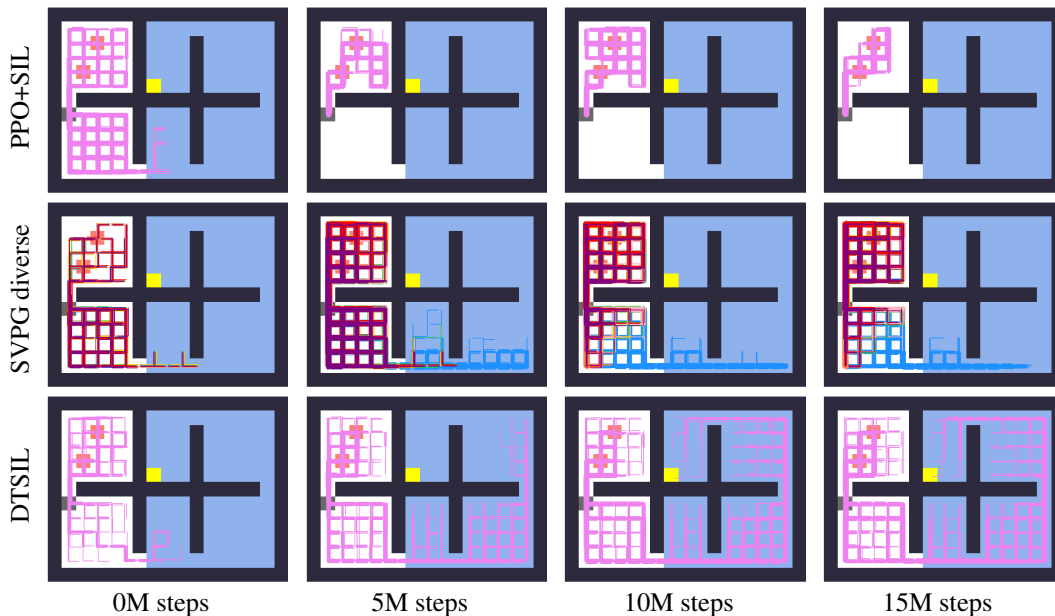 PPO+SIL
SVPG diverse
DTSIL
0M steps
5M steps
10M steps
15M steps